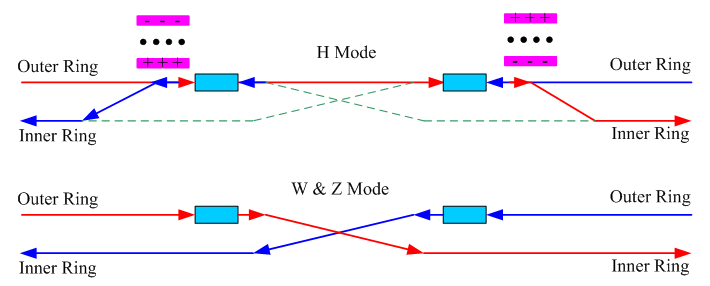 - - -
+ + +
H Mode
+ + +
- - -
Outer Ring
Outer Ring
Inner Ring
Inner Ring
W & Z Mode
Outer Ring
Outer Ring
Inner Ring
Inner Ring